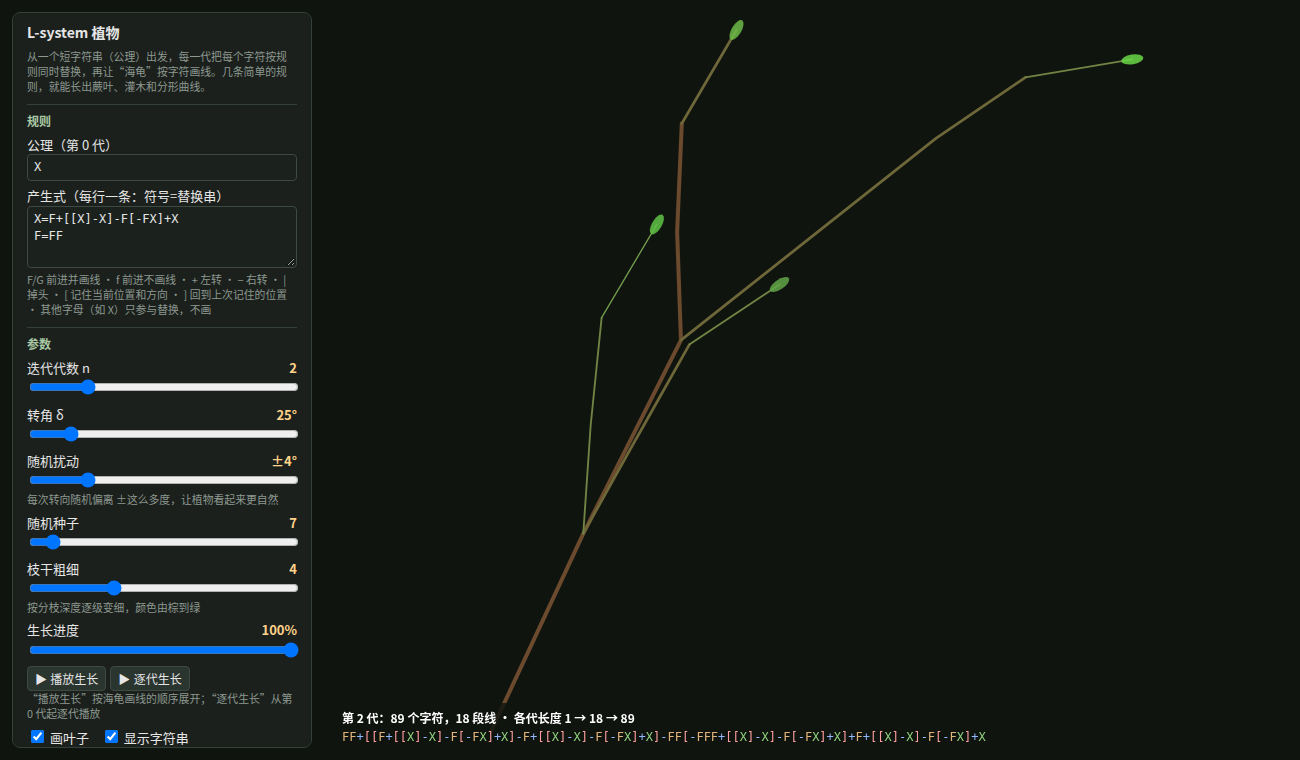 L-system 植物
从一个短字符串（公理）出发，每一代把每个字符按规
则同时替换，再让“海龟”按字符画线。几条简单的规
则，就能长出蕨叶、灌木和分形曲线。
规则
公理（第 0 代）
X
产生式（每行一条：符号=替换串）
X=F+[[X]-X]-F[-FX]+X
F=FF
F/G 前进并画线 · f 前进不画线 · + 左转 · − 右转 · |
掉头 · [ 记住当前位置和方向 · ] 回到上次记住的位置
· 其他字母（如 X）只参与替换，不画
参数
迭代代数 n 2
转角 δ 25°
随机扰动 ±4°
每次转向随机偏离 ±这么多度，让植物看起来更自然
随机种子 7
枝干粗细 4
按分枝深度逐级变细，颜色由棕到绿
生长进度 100%
▶ 播放生长 ▶ 逐代生长
“播放生长”按海龟画线的顺序展开；“逐代生长”从第
0 代起逐代播放
画叶子 显示字符串
第 2 代：89 个字符，18 段线 · 各代长度 1 → 18 → 89
FF+[[F+[[X]-X]-F[-FX]+X]-F+[[X]-X]-F[-FX]+X]-FF[-FFF+[[X]-X]-F[-FX]+X]+F+[[X]-X]-F[-FX]+X